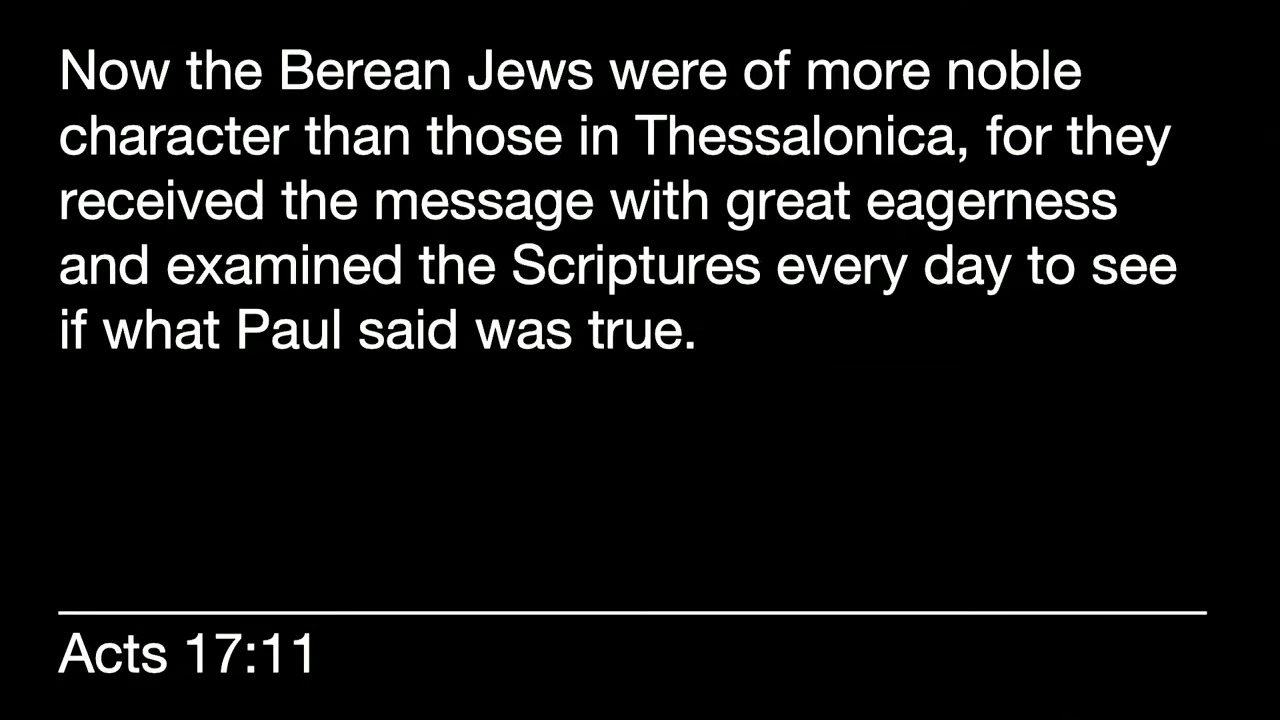 Now the Berean Jews were of more noble
character than those in Thessalonica, for they
received the message with great eagerness
and examined the Scriptures every day to see
if what Paul said was true.
Acts 17:11